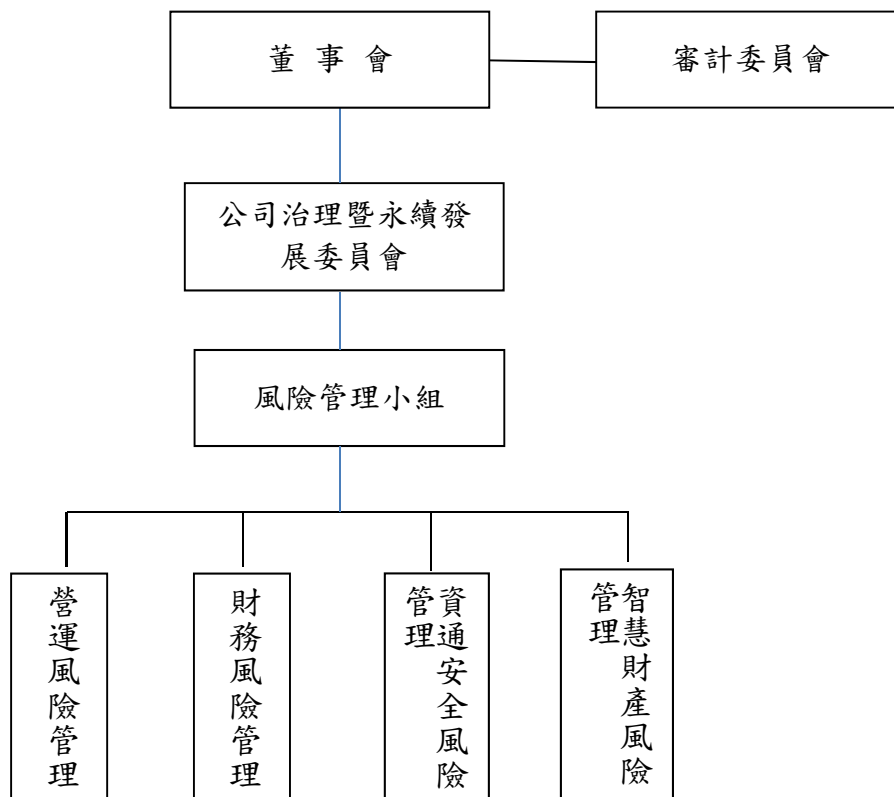 董 事 會
審計委員會
公司治理暨永續發
展委員會
風險管理小組
營運風險管理
財務風險管理
資通安全風險
管理
智慧財產風險
管理